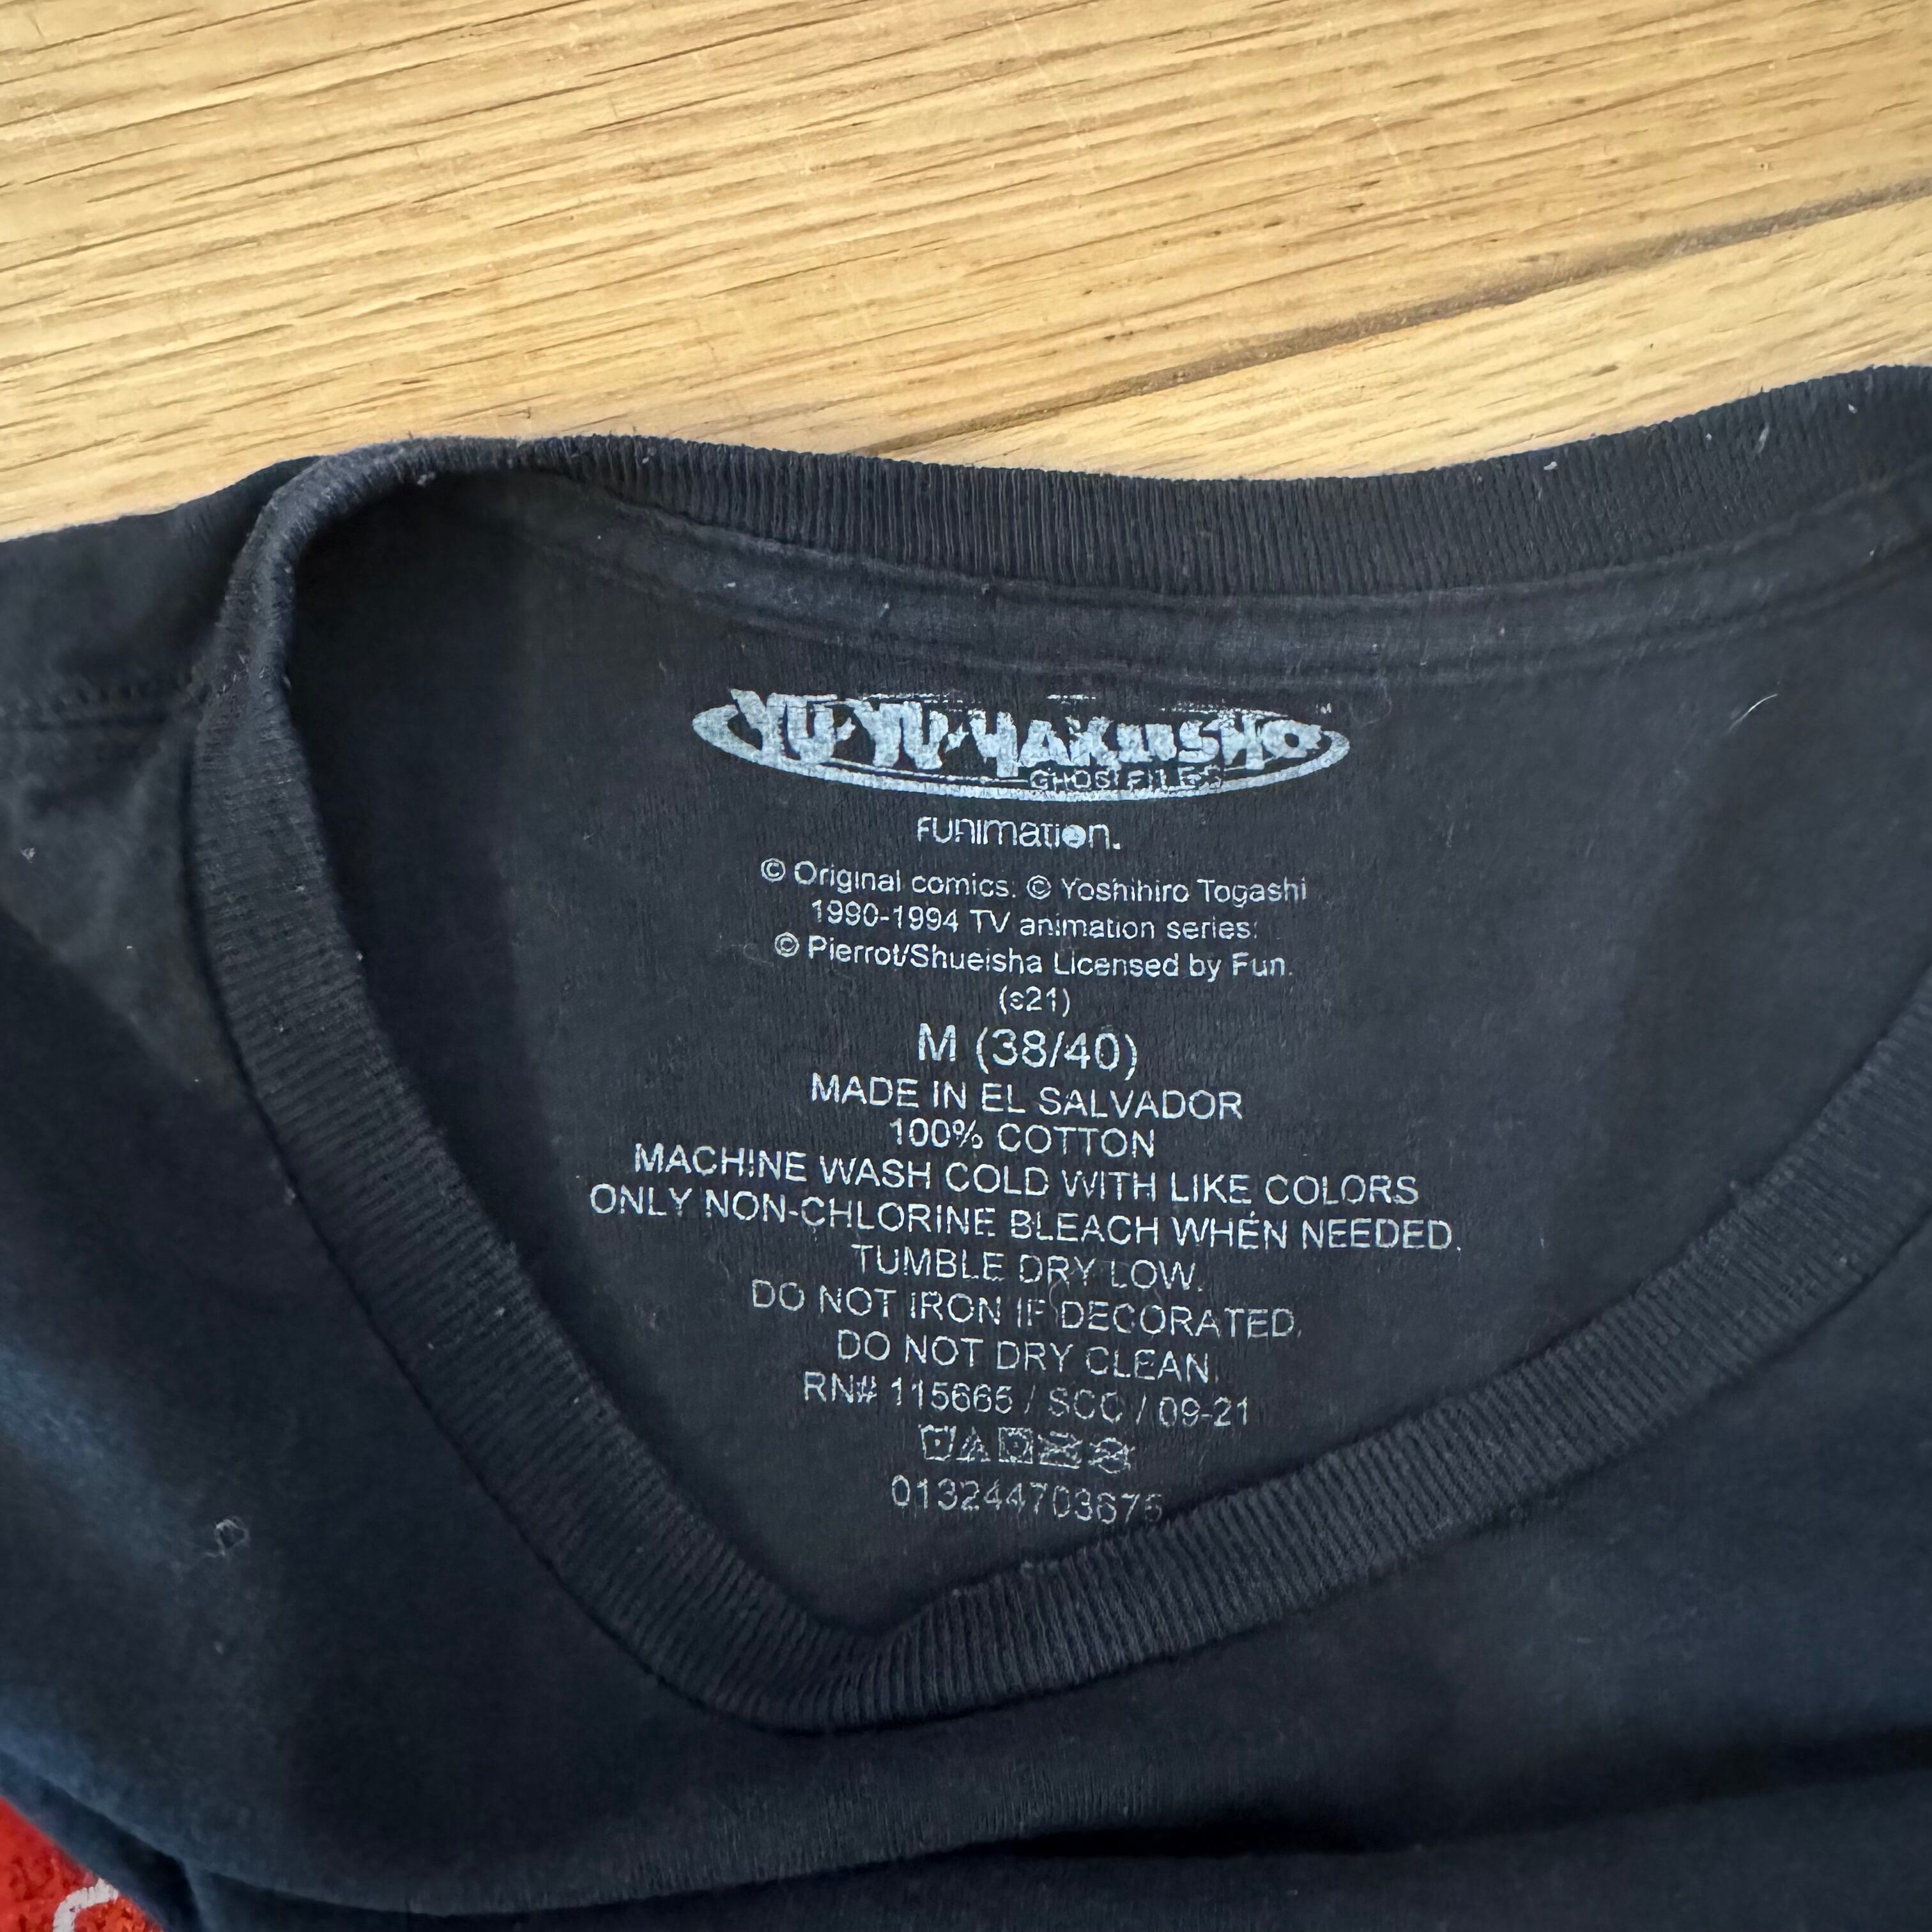 YU·YU·HAKUSHO
GHOST FILES
FUNIMATION.
© Original comics. © Yoshihiro Togashi
1990-1994 TV animation series:
© Pierrot/Shueisha Licensed by Fun.
(s21)
M (38/40)
MADE IN EL SALVADOR
100% COTTON
MACHINE WASH COLD WITH LIKE COLORS
ONLY NON-CHLORINE BLEACH WHEN NEEDED.
TUMBLE DRY LOW.
DO NOT IRON IF DECORATED.
DO NOT DRY CLEAN.
RN# 115665 / SCC / 09-21
013244703675